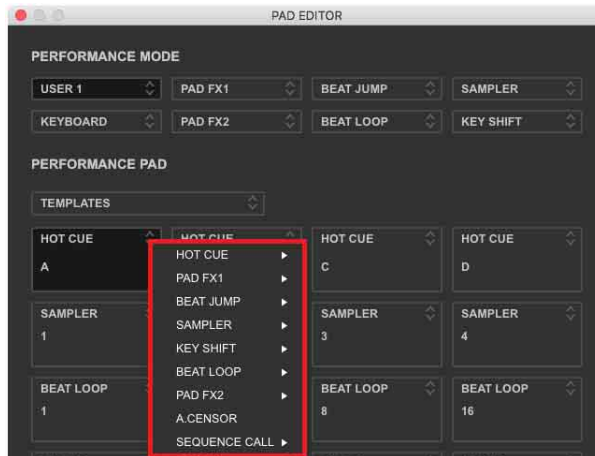 PAD EDITOR
PERFORMANCE MODE
USER 1 PAD FX1 BEAT JUMP SAMPLER
KEYBOARD PAD FX2 BEAT LOOP KEY SHIFT
PERFORMANCE PAD
TEMPLATES
HOT CUE HOT CUE HOT CUE HOT CUE
A C D
SAMPLER SAMPLER SAMPLER
1 3 4
BEAT LOOP BEAT LOOP BEAT LOOP
1 8 16
HOT CUE
PAD FX1
BEAT JUMP
SAMPLER
KEY SHIFT
BEAT LOOP
PAD FX2
A.CENSOR
SEQUENCE CALL